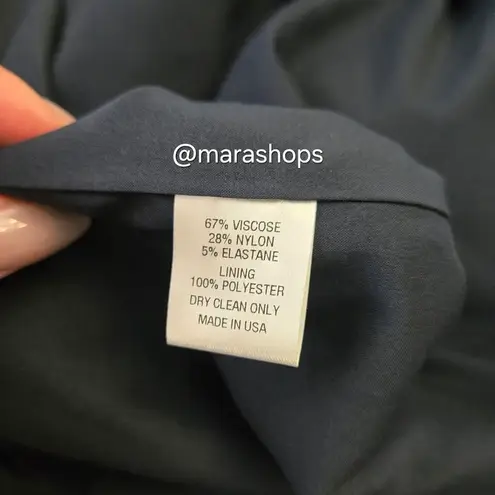 @marashops
67% VISCOSE
28% NYLON
5% ELASTANE
LINING
100% POLYESTER
DRY CLEAN ONLY
MADE IN USA